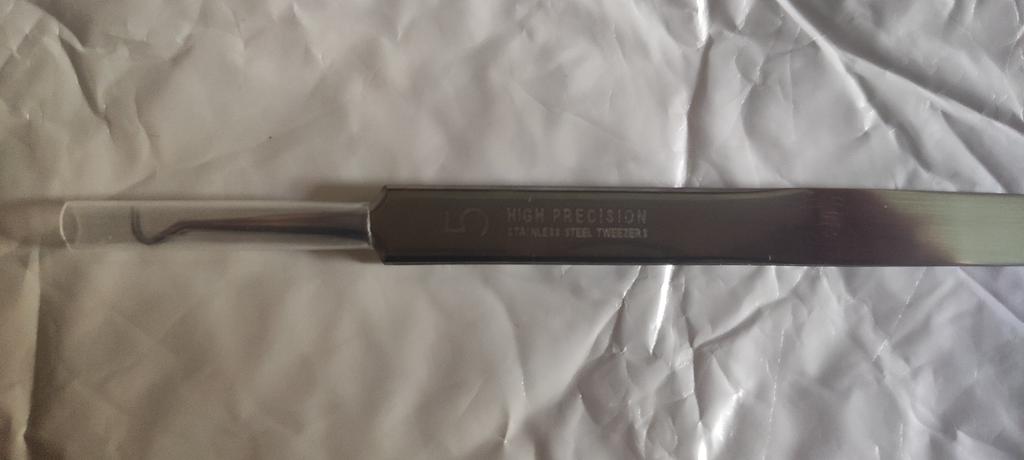 5
HIGH PRECISION
STAINLESS STEEL TWEEZERS